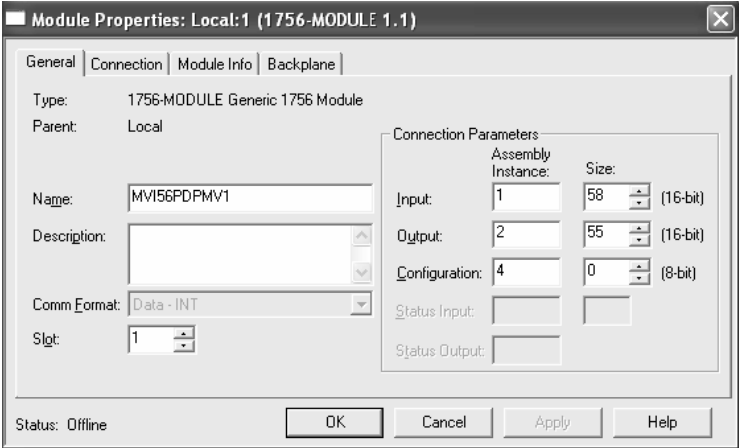 Module Properties: Local:1 (1756-MODULE 1.1)
General Connection Module Info Backplane
Type: 1756-MODULE Generic 1756 Module
Parent: Local
Connection Parameters
Assembly
Instance: Size:
Name: MVI56PDPMV1
Input: 1 58 (16-bit)
Description:
Output: 2 55 (16-bit)
Configuration: 4 0 (8-bit)
Comm Format: Data - INT
Status Input:
Slot: 1
Status Output:
Status: Offline
OK Cancel Apply Help